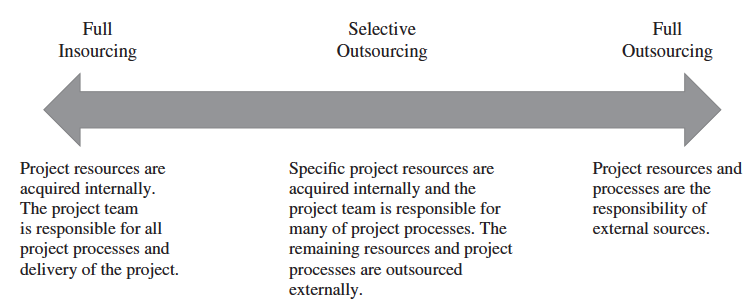 Full
Insourcing
Selective
Outsourcing
Full
Outsourcing
Project resources are
acquired internally.
The project team
is responsible for all
project processes and
delivery of the project.
Specific project resources are
acquired internally and the
project team is responsible for
many of project processes. The
remaining resources and project
processes are outsourced
externally.
Project resources and
processes are the
responsibility of
external sources.